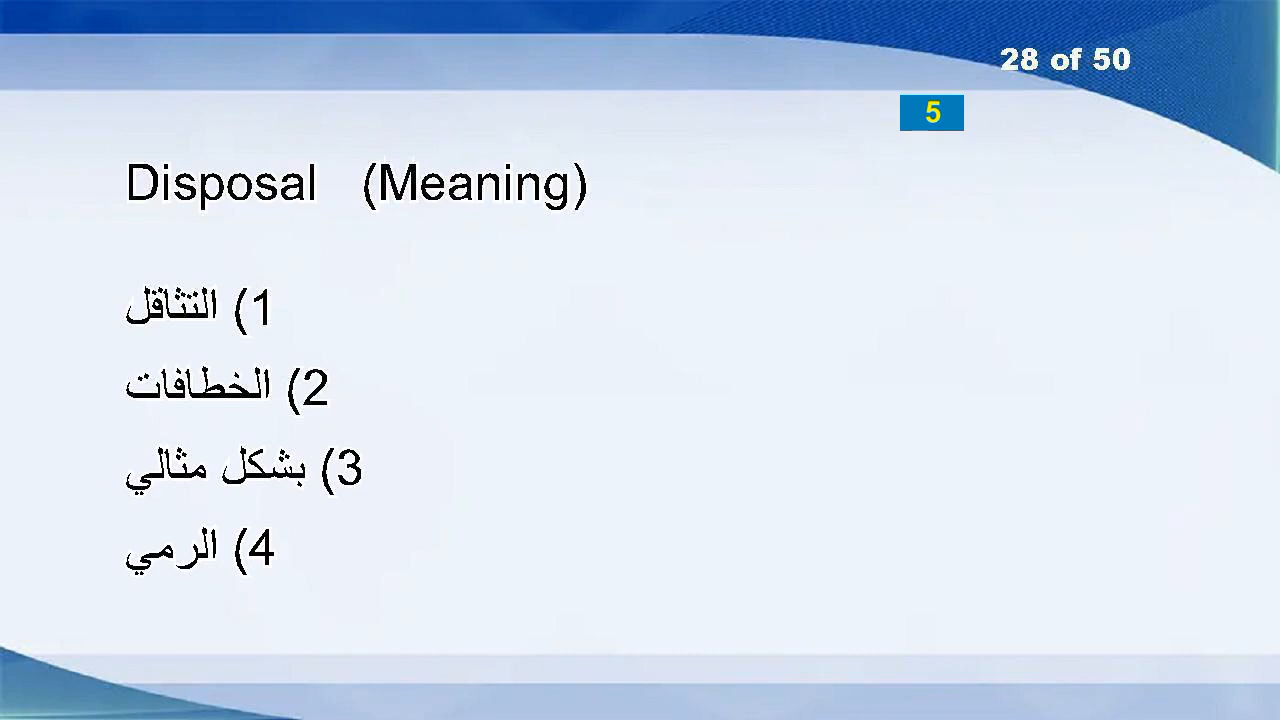 28 of 50
5
Disposal (Meaning)
1) التثاقل
2) الخطافات
3) بشكل مثالي
4) الرمي